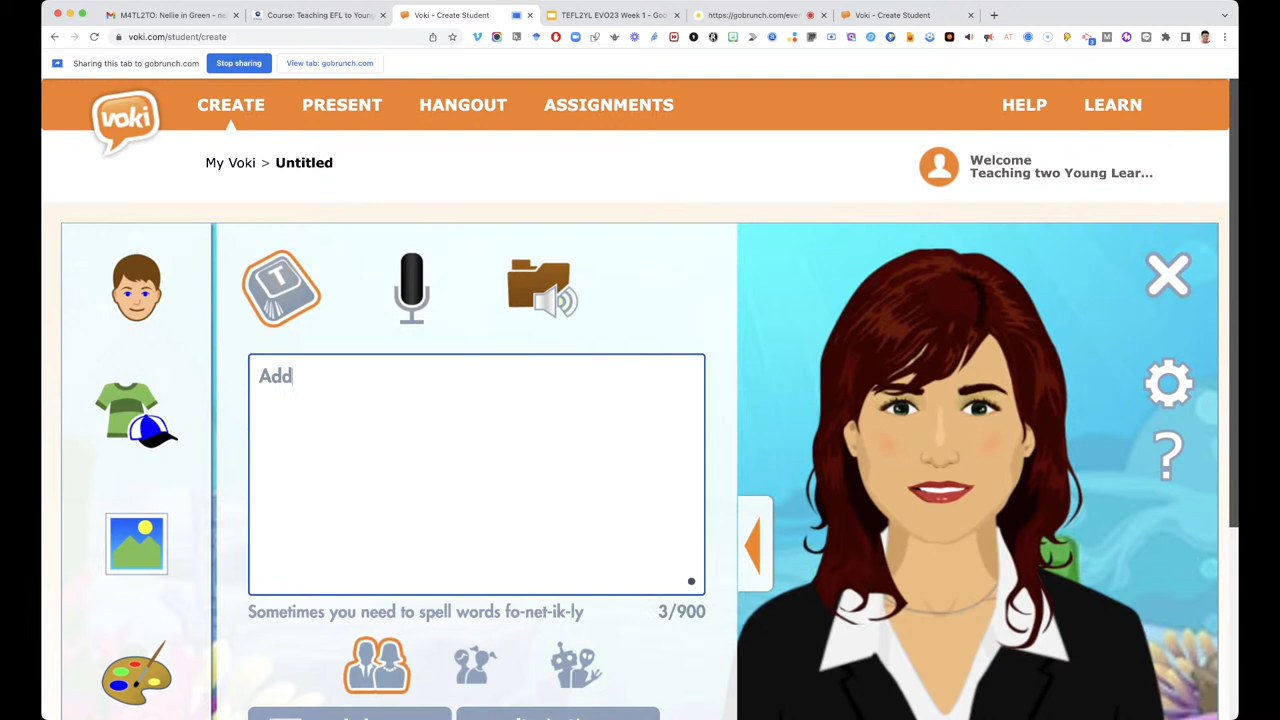 M4TL2TO: Nellie in Green - ne
Course: Teaching EFL to Young
Voki - Create Student
TEFL2YL EVO23 Week 1 - Goo
https://gobrunch.com/even
Voki - Create Student
voki.com/student/create
Sharing this tab to gobrunch.com
Stop sharing
View tab: gobrunch.com
voki
CREATE
PRESENT
HANGOUT
ASSIGNMENTS
HELP
LEARN
My Voki > Untitled
Welcome
Teaching two Young Lear...
T
Add
Sometimes you need to spell words fo-net-ik-ly
3/900